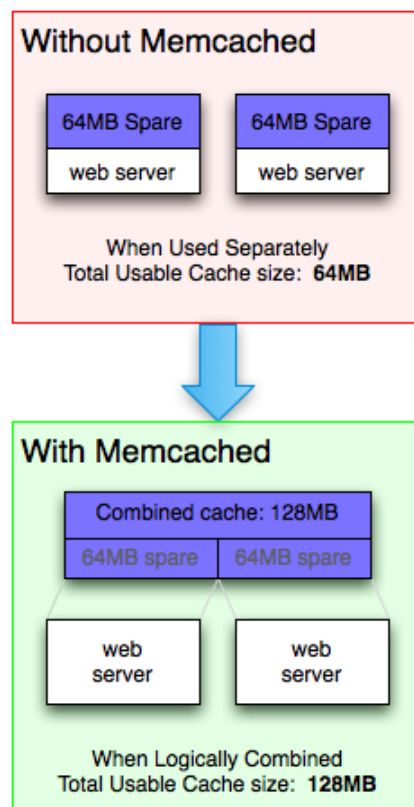 Without Memcached
64MB Spare
64MB Spare
web server
web server
When Used Separately
Total Usable Cache size: 64MB
With Memcached
Combined cache: 128MB
64MB spare
64MB spare
web
server
web
server
When Logically Combined
Total Usable Cache size: 128MB